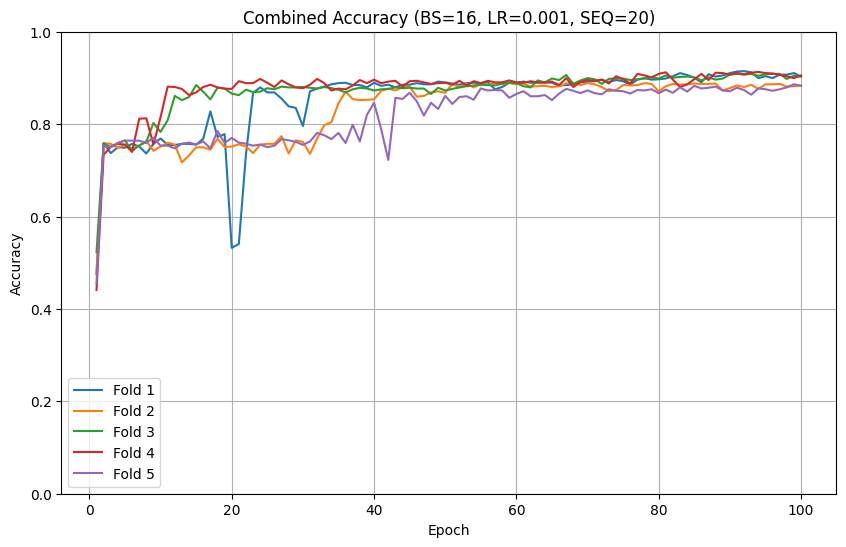 Combined Accuracy (BS=16, LR=0.001, SEQ=20)
1.0
0.8
0.6
0.4
0.2
0.0
Accuracy
Fold 1
Fold 2
Fold 3
Fold 4
Fold 5
0 20 40 60 80 100
Epoch